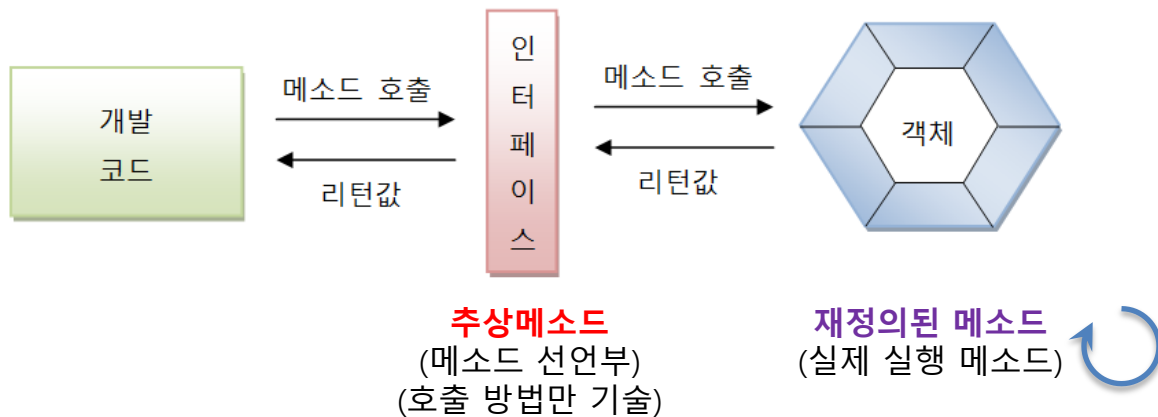 개발
코드
메소드 호출
리턴값
인
터
페
이
스
메소드 호출
리턴값
객체
추상메소드
(메소드 선언부)
(호출 방법만 기술)
재정의된 메소드
(실제 실행 메소드)